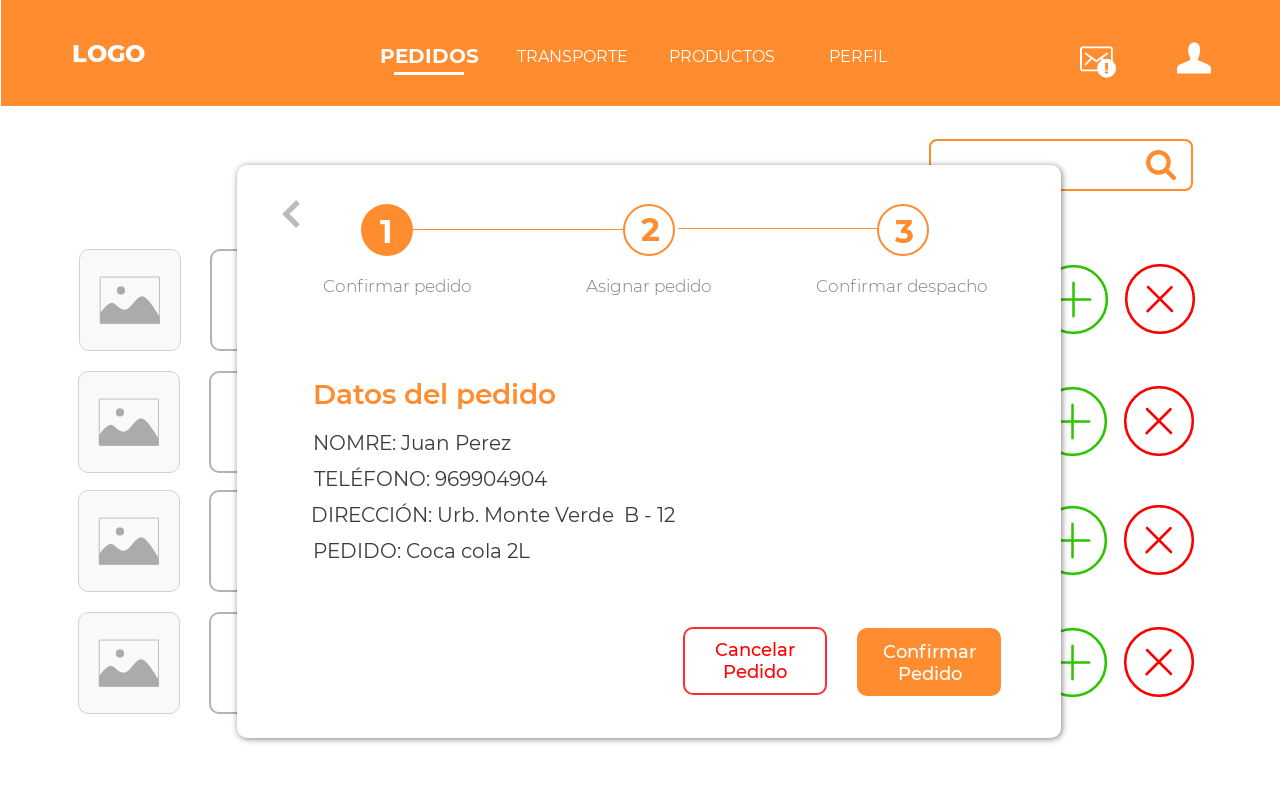 LOGO PEDIDOS TRANSPORTE PRODUCTOS PERFIL
!
1 2 3
Confirmar pedido Asignar pedido Confirmar despacho
Datos del pedido
NOMRE: Juan Perez
TELÉFONO: 969904904
DIRECCIÓN: Urb. Monte Verde B - 12
PEDIDO: Coca cola 2L
Cancelar
Pedido
Confirmar
Pedido